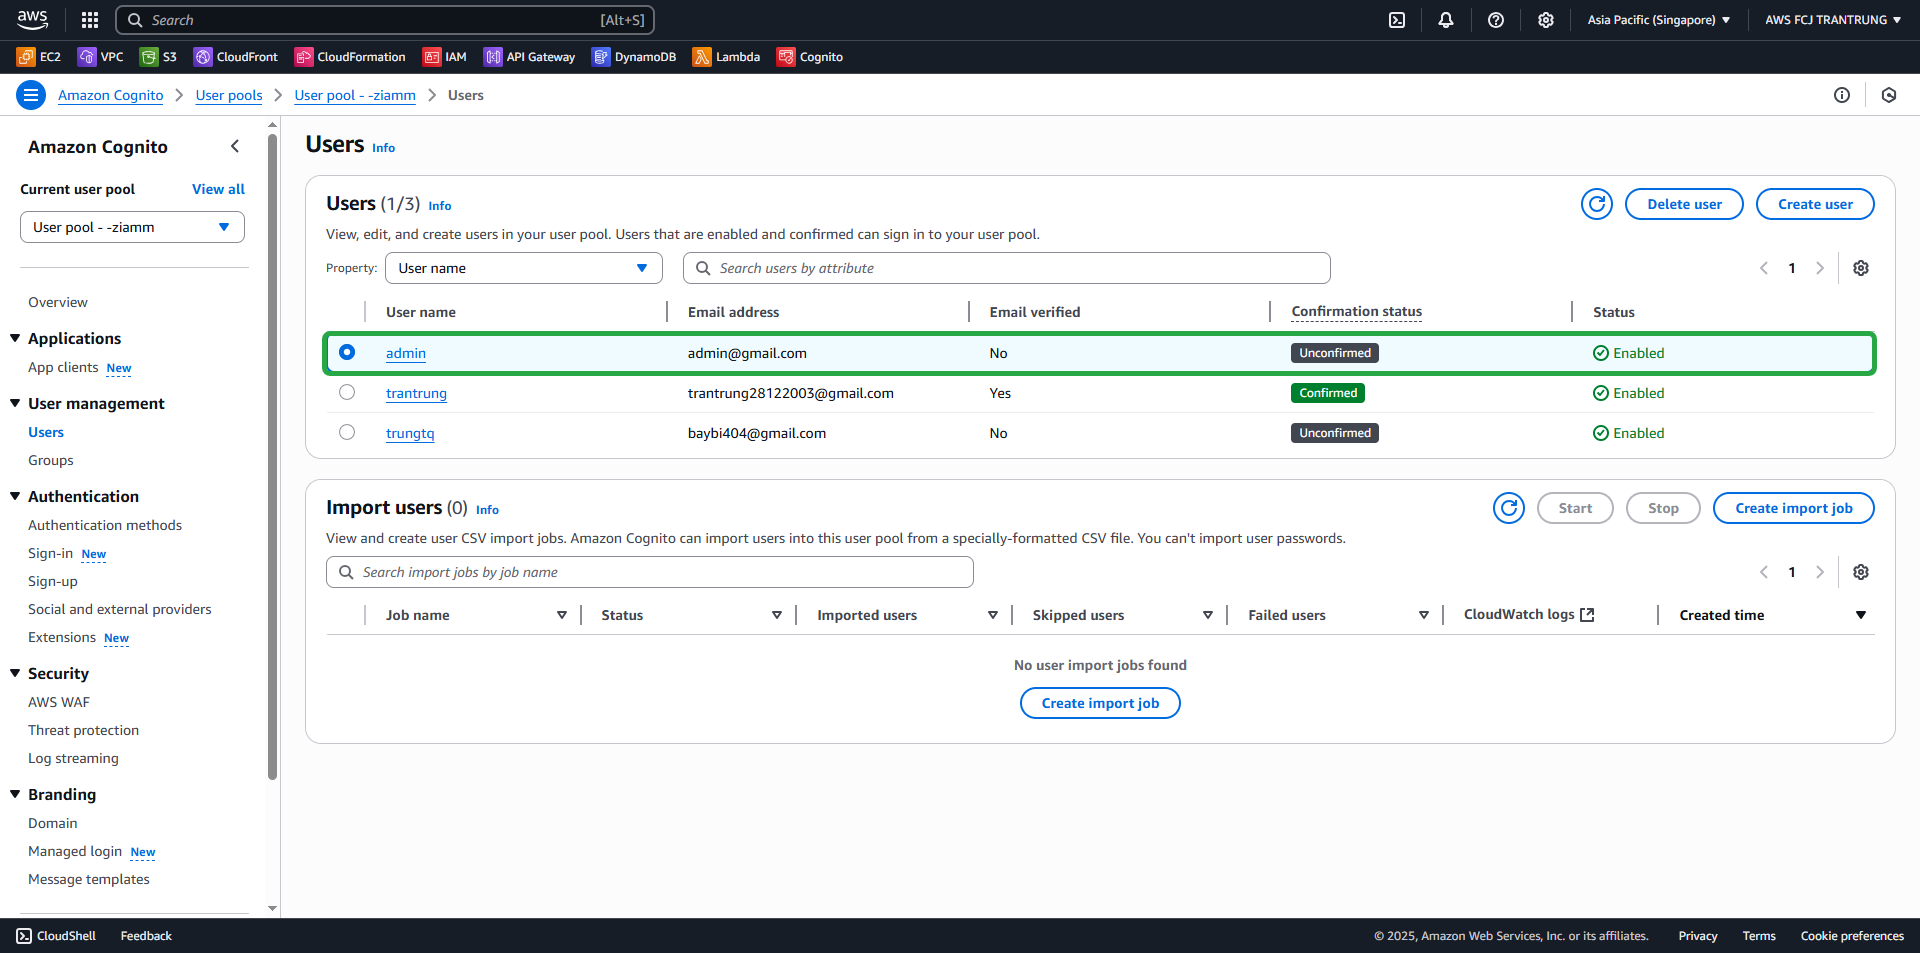 aws
Search [Alt+S]
Asia Pacific (Singapore)
AWS FCJ TRANTRUNG
EC2 VPC S3 CloudFront CloudFormation IAM API Gateway DynamoDB Lambda Cognito
Amazon Cognito User pools User pool - -ziamm Users
Amazon Cognito
Current user pool View all
User pool - -ziamm
Overview
Applications
App clients New
User management
Users
Groups
Authentication
Authentication methods
Sign-in New
Sign-up
Social and external providers
Extensions New
Security
AWS WAF
Threat protection
Log streaming
Branding
Domain
Managed login New
Message templates
Users Info
Users (1/3) Info
Delete user
Create user
View, edit, and create users in your user pool. Users that are enabled and confirmed can sign in to your user pool.
Property: User name
Search users by attribute
1
User name Email address Email verified Confirmation status Status
admin admin@gmail.com No Unconfirmed Enabled
trantrung trantrung28122003@gmail.com Yes Confirmed Enabled
trungtq baybi404@gmail.com No Unconfirmed Enabled
Import users (0) Info
Start
Stop
Create import job
View and create user CSV import jobs. Amazon Cognito can import users into this user pool from a specially-formatted CSV file. You can't import user passwords.
Search import jobs by job name
1
Job name Status Imported users Skipped users Failed users CloudWatch logs Created time
No user import jobs found
Create import job
CloudShell Feedback
© 2025, Amazon Web Services, Inc. or its affiliates. Privacy Terms Cookie preferences